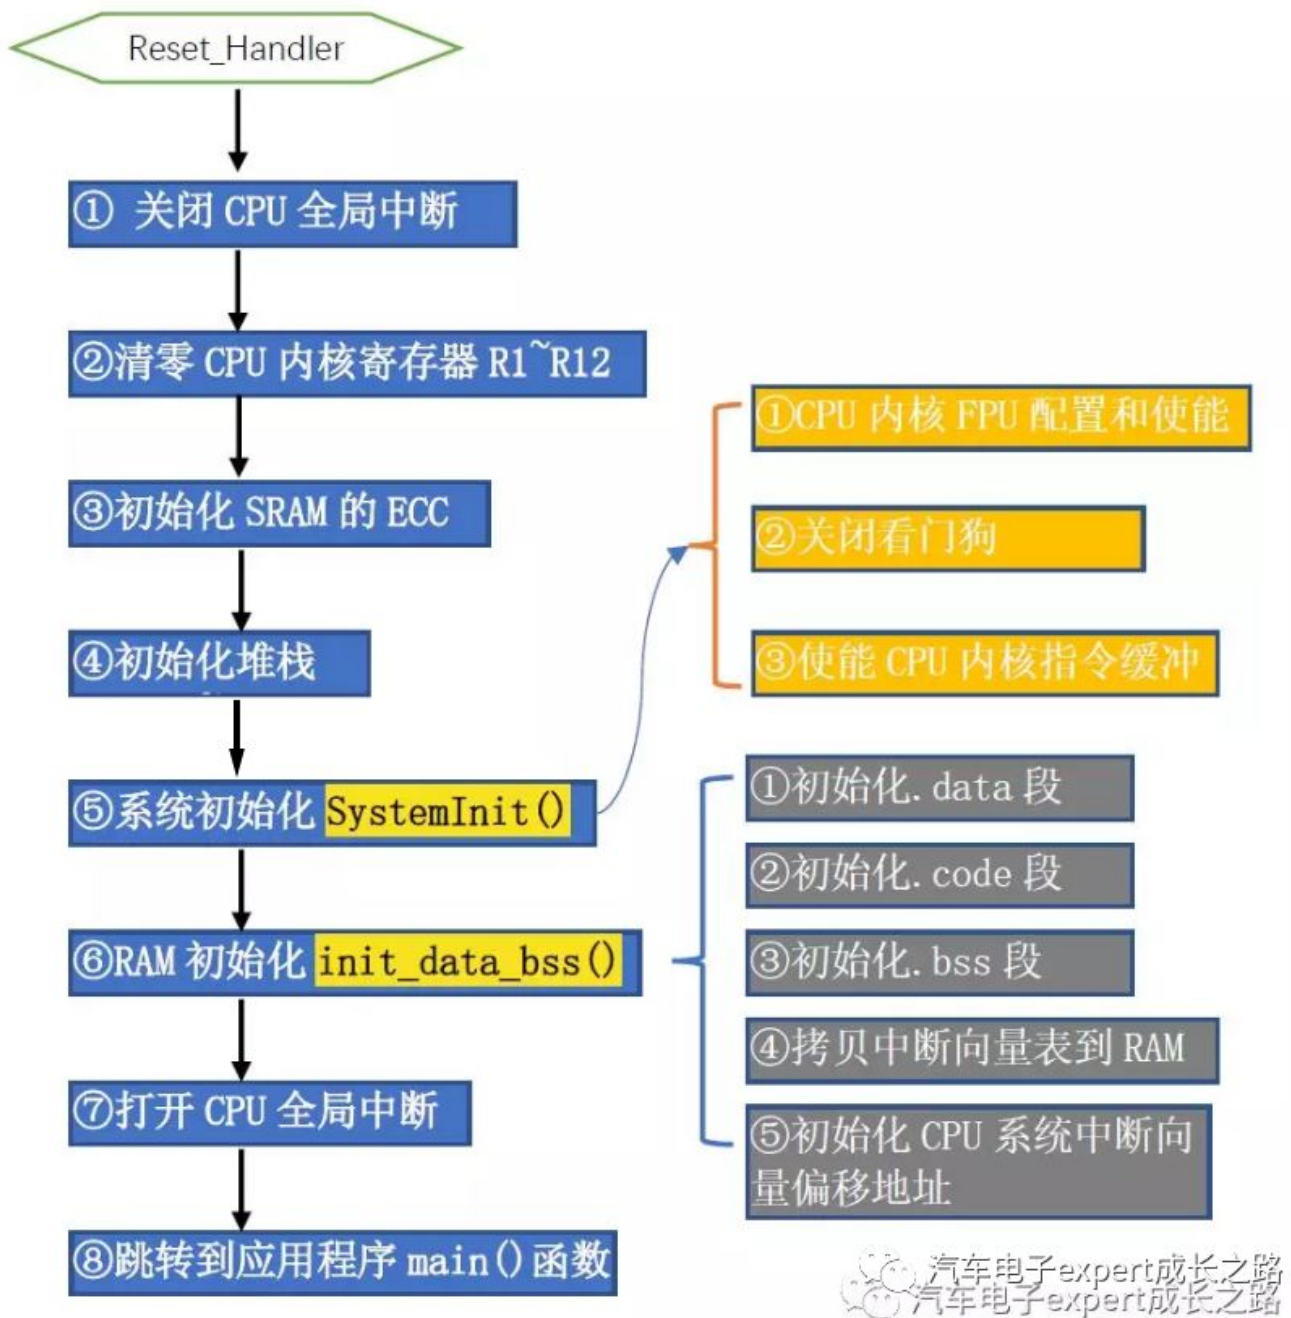 Reset_Handler
① 关闭 CPU 全局中断
②清零 CPU 内核寄存器 R1~R12
③初始化 SRAM 的 ECC
④初始化堆栈
⑤系统初始化 SystemInit()
⑥RAM 初始化 init_data_bss()
⑦打开 CPU 全局中断
⑧跳转到应用程序 main()函数
①CPU 内核 FPU 配置和使能
②关闭看门狗
③使能 CPU 内核指令缓冲
①初始化.data 段
②初始化.code 段
③初始化.bss 段
④拷贝中断向量表到 RAM
⑤初始化 CPU 系统中断向
量偏移地址
汽车电子expert成长之路
汽车电子expert成长之路